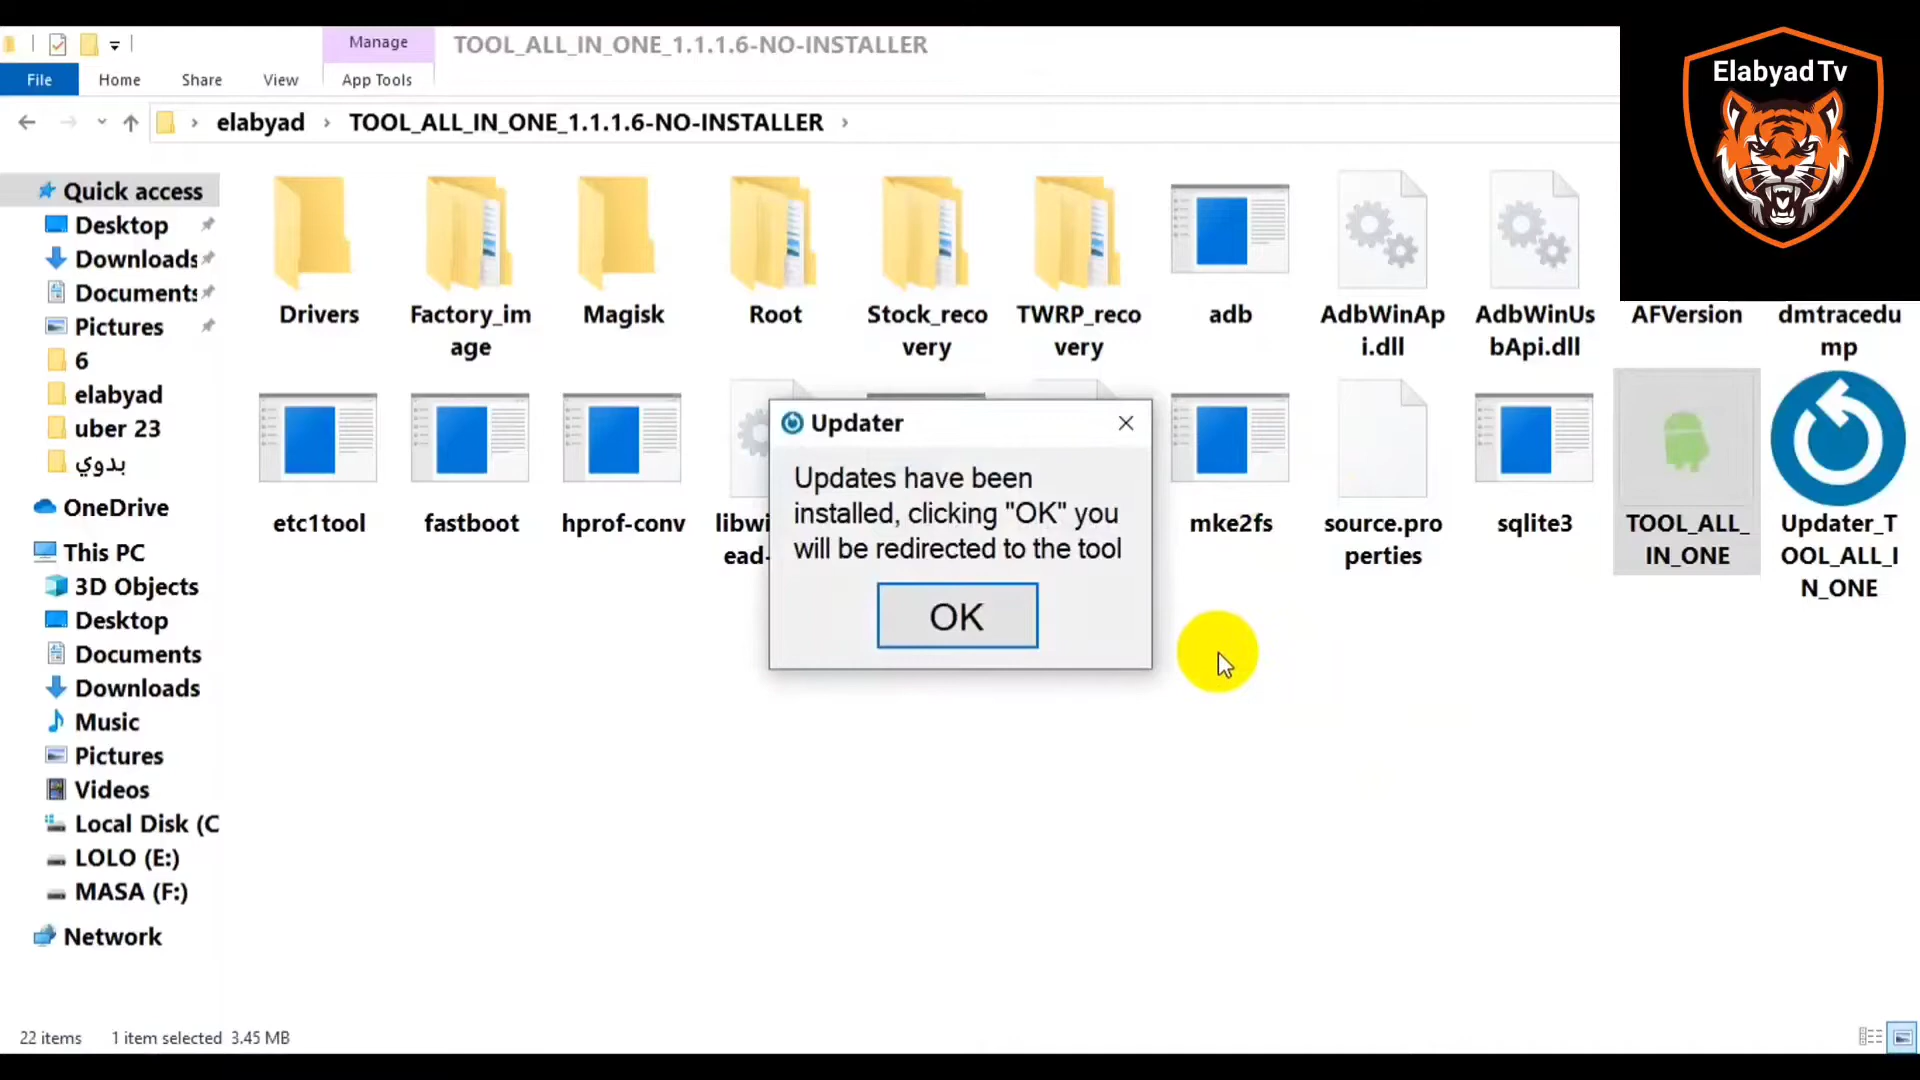 Manage
TOOL_ALL_IN_ONE_1.1.1.6-NO-INSTALLER
File
Home
Share
View
App Tools
elabyad
TOOL_ALL_IN_ONE_1.1.1.6-NO-INSTALLER
Elabyad Tv
Quick access
Desktop
Downloads
Documents
Pictures
6
elabyad
uber 23
بدوي
OneDrive
This PC
3D Objects
Desktop
Documents
Downloads
Music
Pictures
Videos
Local Disk (C
LOLO (E:)
MASA (F:)
Network
Drivers
Factory_im
age
Magisk
Root
Stock_reco
very
TWRP_reco
very
adb
AdbWinAp
i.dll
AdbWinUs
bApi.dll
AFVersion
dmtracedu
mp
etc1tool
fastboot
hprof-conv
libwi
ead-
mke2fs
source.pro
perties
sqlite3
TOOL_ALL_
IN_ONE
Updater_T
OOL_ALL_I
N_ONE
Updater
Updates have been
installed, clicking "OK" you
will be redirected to the tool
OK
22 items
1 item selected 3.45 MB